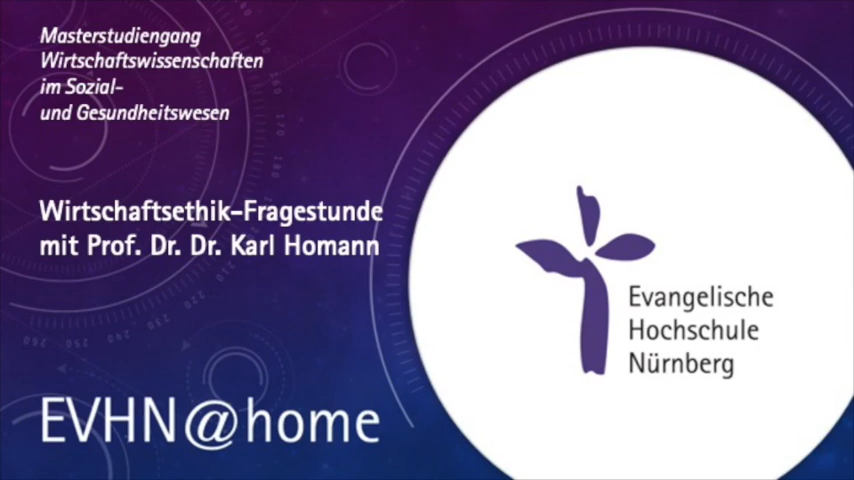 Masterstudiengang
Wirtschaftswissenschaften
im Sozial-
und Gesundheitswesen
Wirtschaftsethik-Fragestunde
mit Prof. Dr. Dr. Karl Homann
EVHN@home
Evangelische
Hochschule
Nürnberg